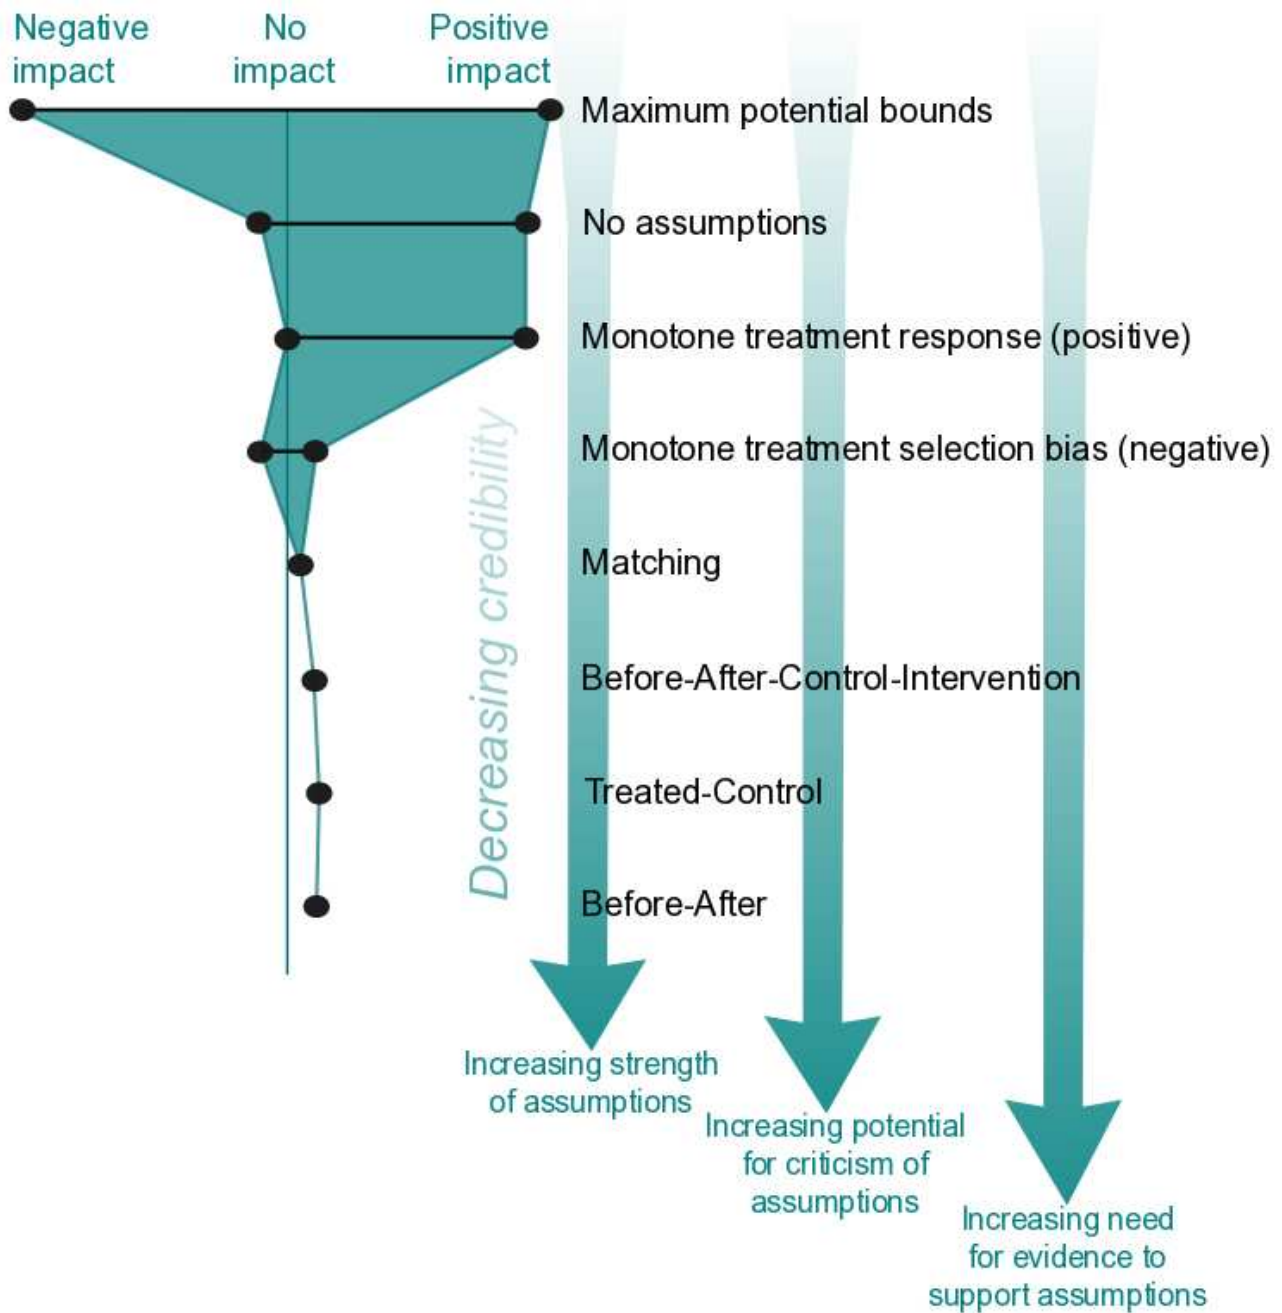 Negative
impact
No
impact
Positive
impact
Maximum potential bounds
No assumptions
Monotone treatment response (positive)
Monotone treatment selection bias (negative)
Matching
Before-After-Control-Intervention
Treated-Control
Before-After
Decreasing credibility
Increasing strength
of assumptions
Increasing potential
for criticism of
assumptions
Increasing need
for evidence to
support assumptions